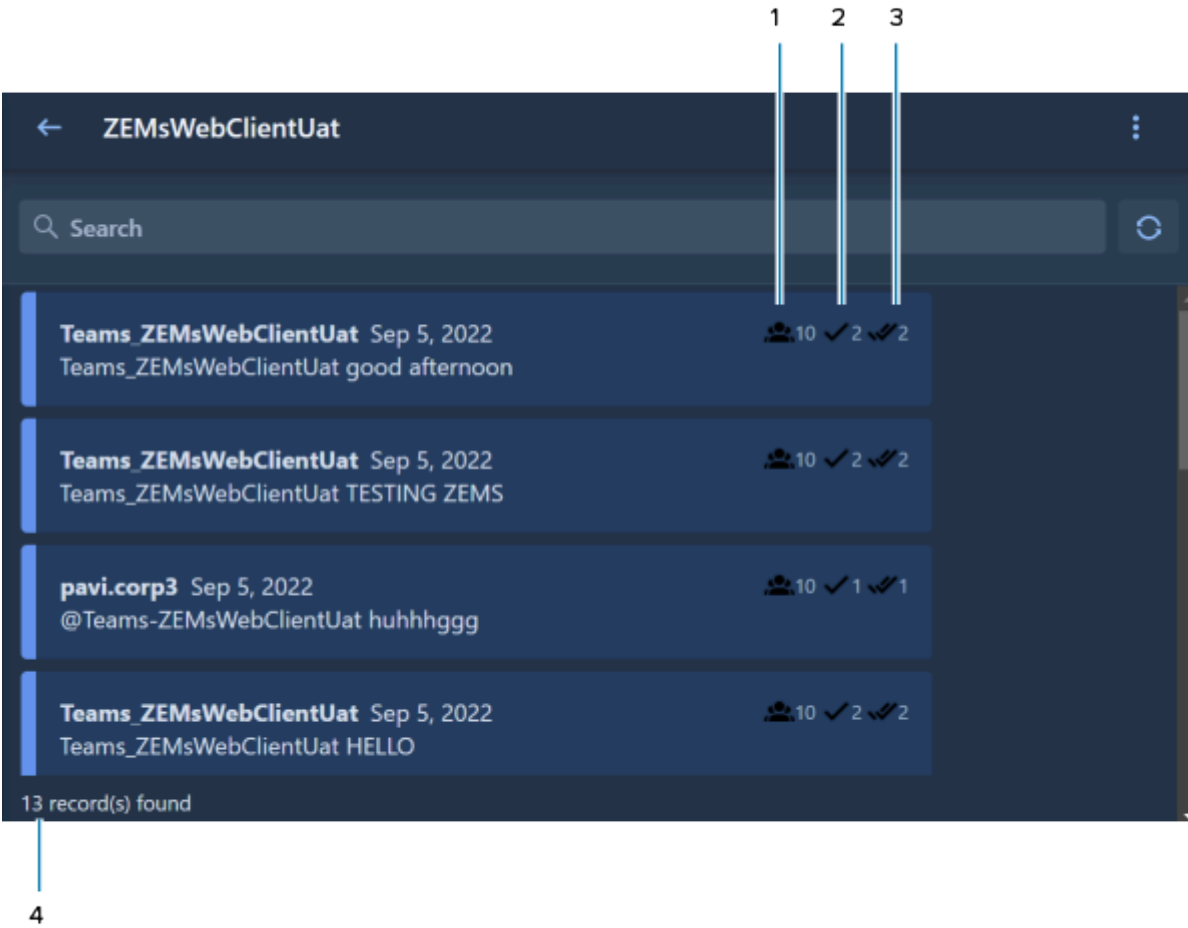 1 2 3
ZEMsWebClientUat
Search
Teams_ZEMsWebClientUat Sep 5, 2022 10 2 2
Teams_ZEMsWebClientUat good afternoon
Teams_ZEMsWebClientUat Sep 5, 2022 10 2 2
Teams_ZEMsWebClientUat TESTING ZEMS
pavi.corp3 Sep 5, 2022 10 1 1
@Teams-ZEMsWebClientUat huhhhggg
Teams_ZEMsWebClientUat Sep 5, 2022 10 2 2
Teams_ZEMsWebClientUat HELLO
13 record(s) found
4